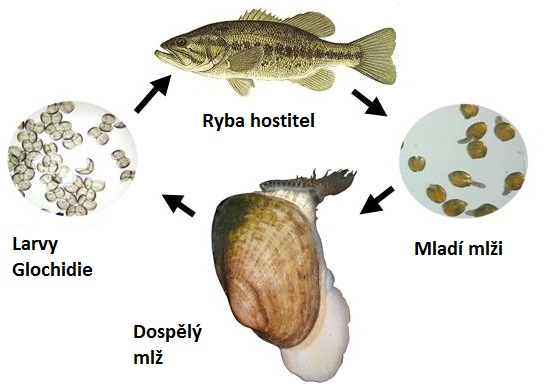 Ryba hostitel
Larvy
Glochidie
Mladí mlži
Dospělý
mlž